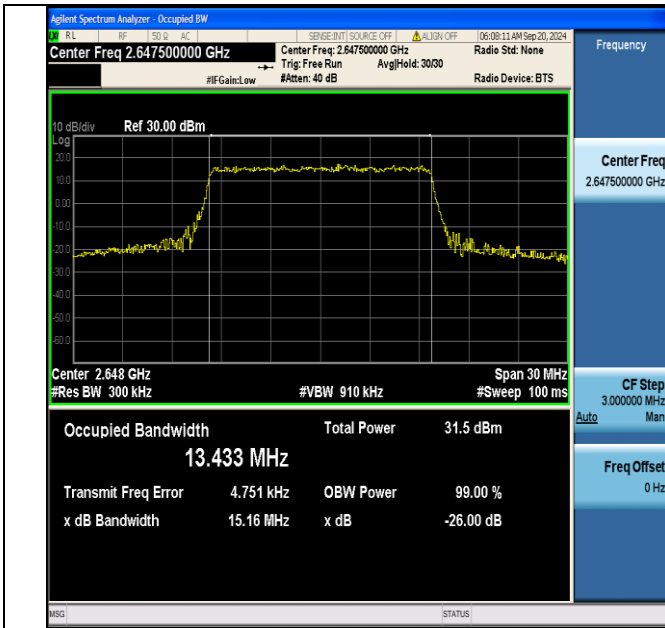 Agilent Spectrum Analyzer - Occupied BW
RL RF 50 Ω AC SENSE:INT SOURCE OFF ALIGN OFF 06:08:11 AM Sep 20, 2024
Center Freq 2.647500000 GHz Center Freq: 2.647500000 GHz Radio Std: None Frequency
Trig: Free Run Avg|Hold: 30/30
#IFGain:Low #Atten: 40 dB Radio Device: BTS
10 dB/div Ref 30.00 dBm
Log
20.0
10.0
0.00
-10.0
-20.0
-30.0
-40.0
-50.0
-60.0
Center 2.648 GHz Span 30 MHz
#Res BW 300 kHz #VBW 910 kHz #Sweep 100 ms
Occupied Bandwidth Total Power 31.5 dBm
13.433 MHz
Transmit Freq Error 4.751 kHz OBW Power 99.00 %
x dB Bandwidth 15.16 MHz x dB -26.00 dB
Center Freq
2.647500000 GHz
CF Step
3.000000 MHz
Auto Man
Freq Offset
0 Hz
MSG STATUS